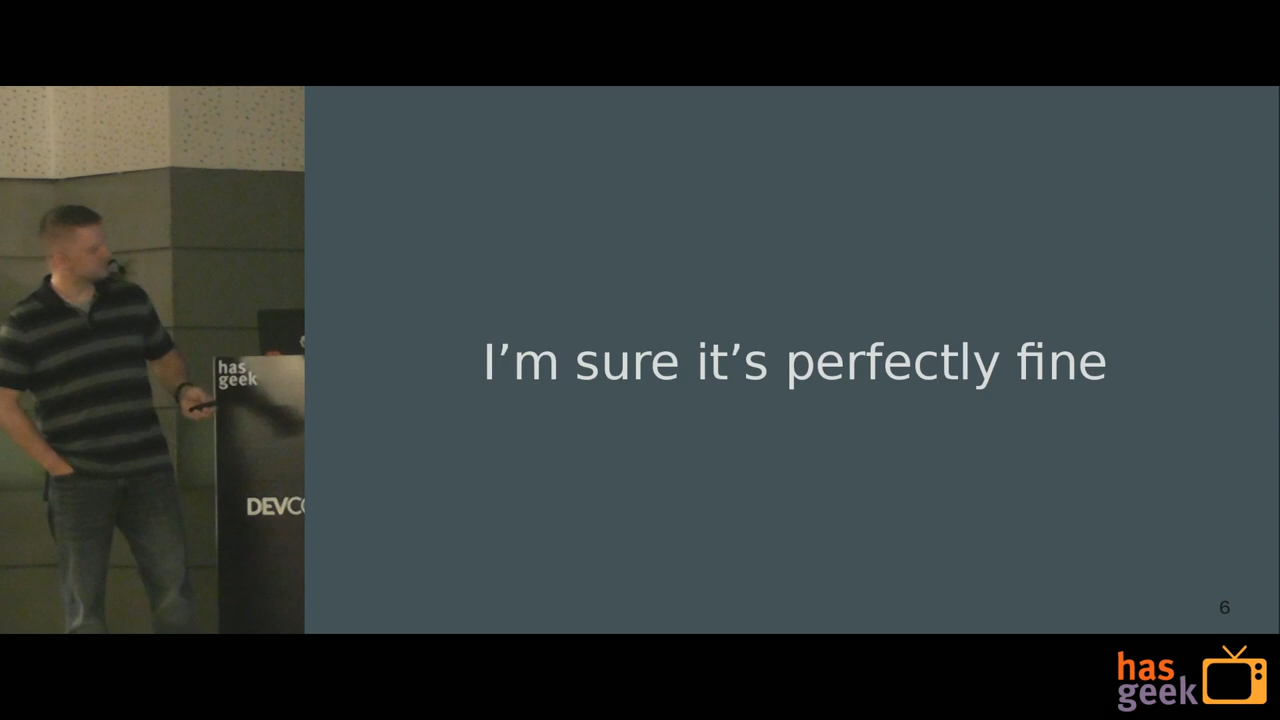 has
geek
DEVC
I’m sure it’s perfectly fine
6
has
geek